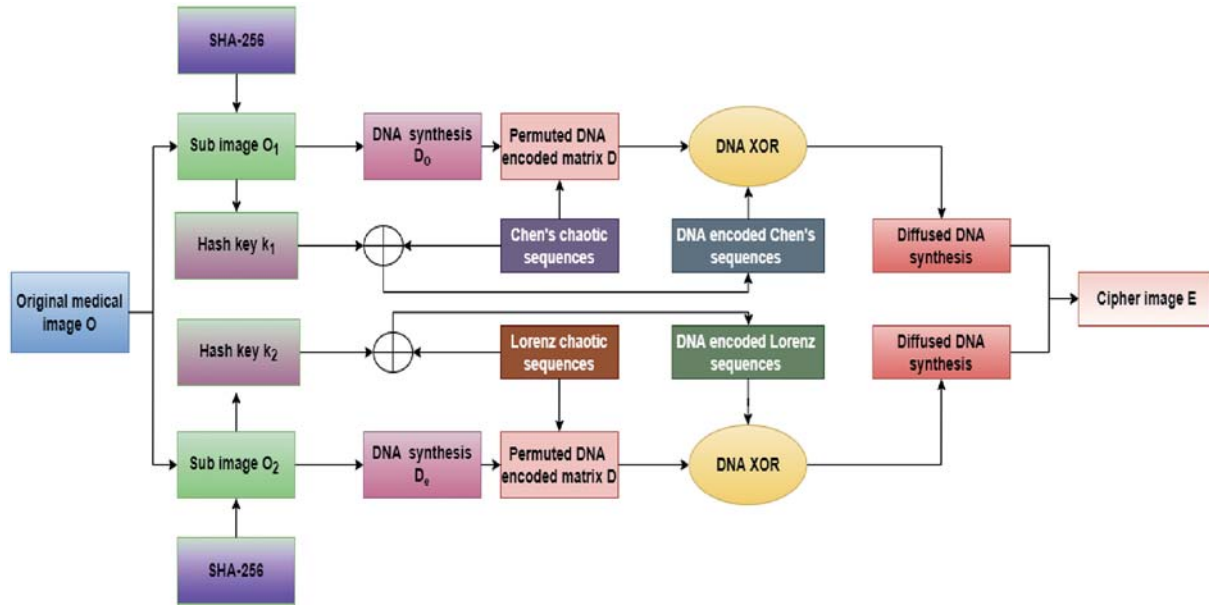 SHA-256
Sub image O₁
DNA synthesis
D₀
Permuted DNA
encoded matrix D
DNA XOR
Hash key k₁
Chen's chaotic
sequences
DNA encoded Chen's
sequences
Diffused DNA
synthesis
Original medical
image O
Cipher image E
Hash key k₂
Lorenz chaotic
sequences
DNA encoded Lorenz
sequences
Diffused DNA
synthesis
Sub image O₂
DNA synthesis
Dₑ
Permuted DNA
encoded matrix D
DNA XOR
SHA-256